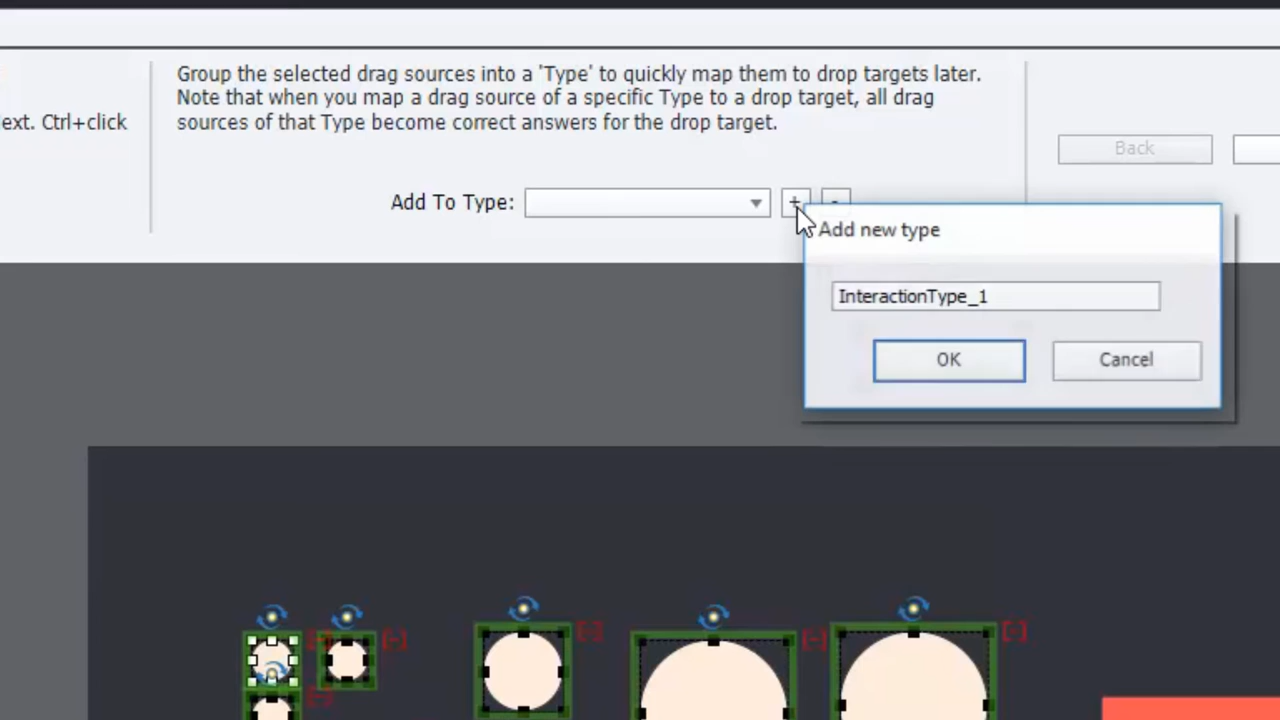 Group the selected drag sources into a 'Type' to quickly map them to drop targets later.
Note that when you map a drag source of a specific Type to a drop target, all drag
sources of that Type become correct answers for the drop target.
ext. Ctrl+click
Back
Add To Type:
+
-
Add new type
InteractionType_1
OK
Cancel
[-]
[-]
[-]
[-]
[-]
[-]